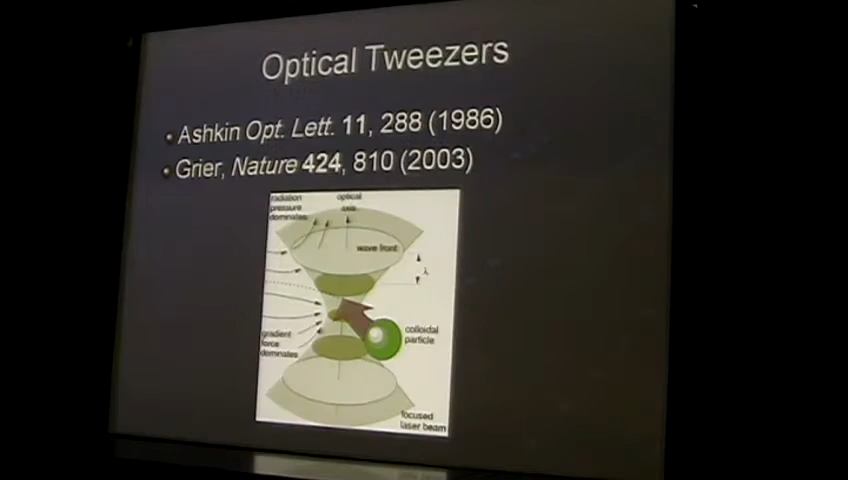 Optical Tweezers
• Ashkin Opt. Lett. 11, 288 (1986)
• Grier, Nature 424, 810 (2003)
radiation
pressure
dominates
optical
axis
wave front
λ
gradient
force
dominates
colloidal
particle
focused
laser beam